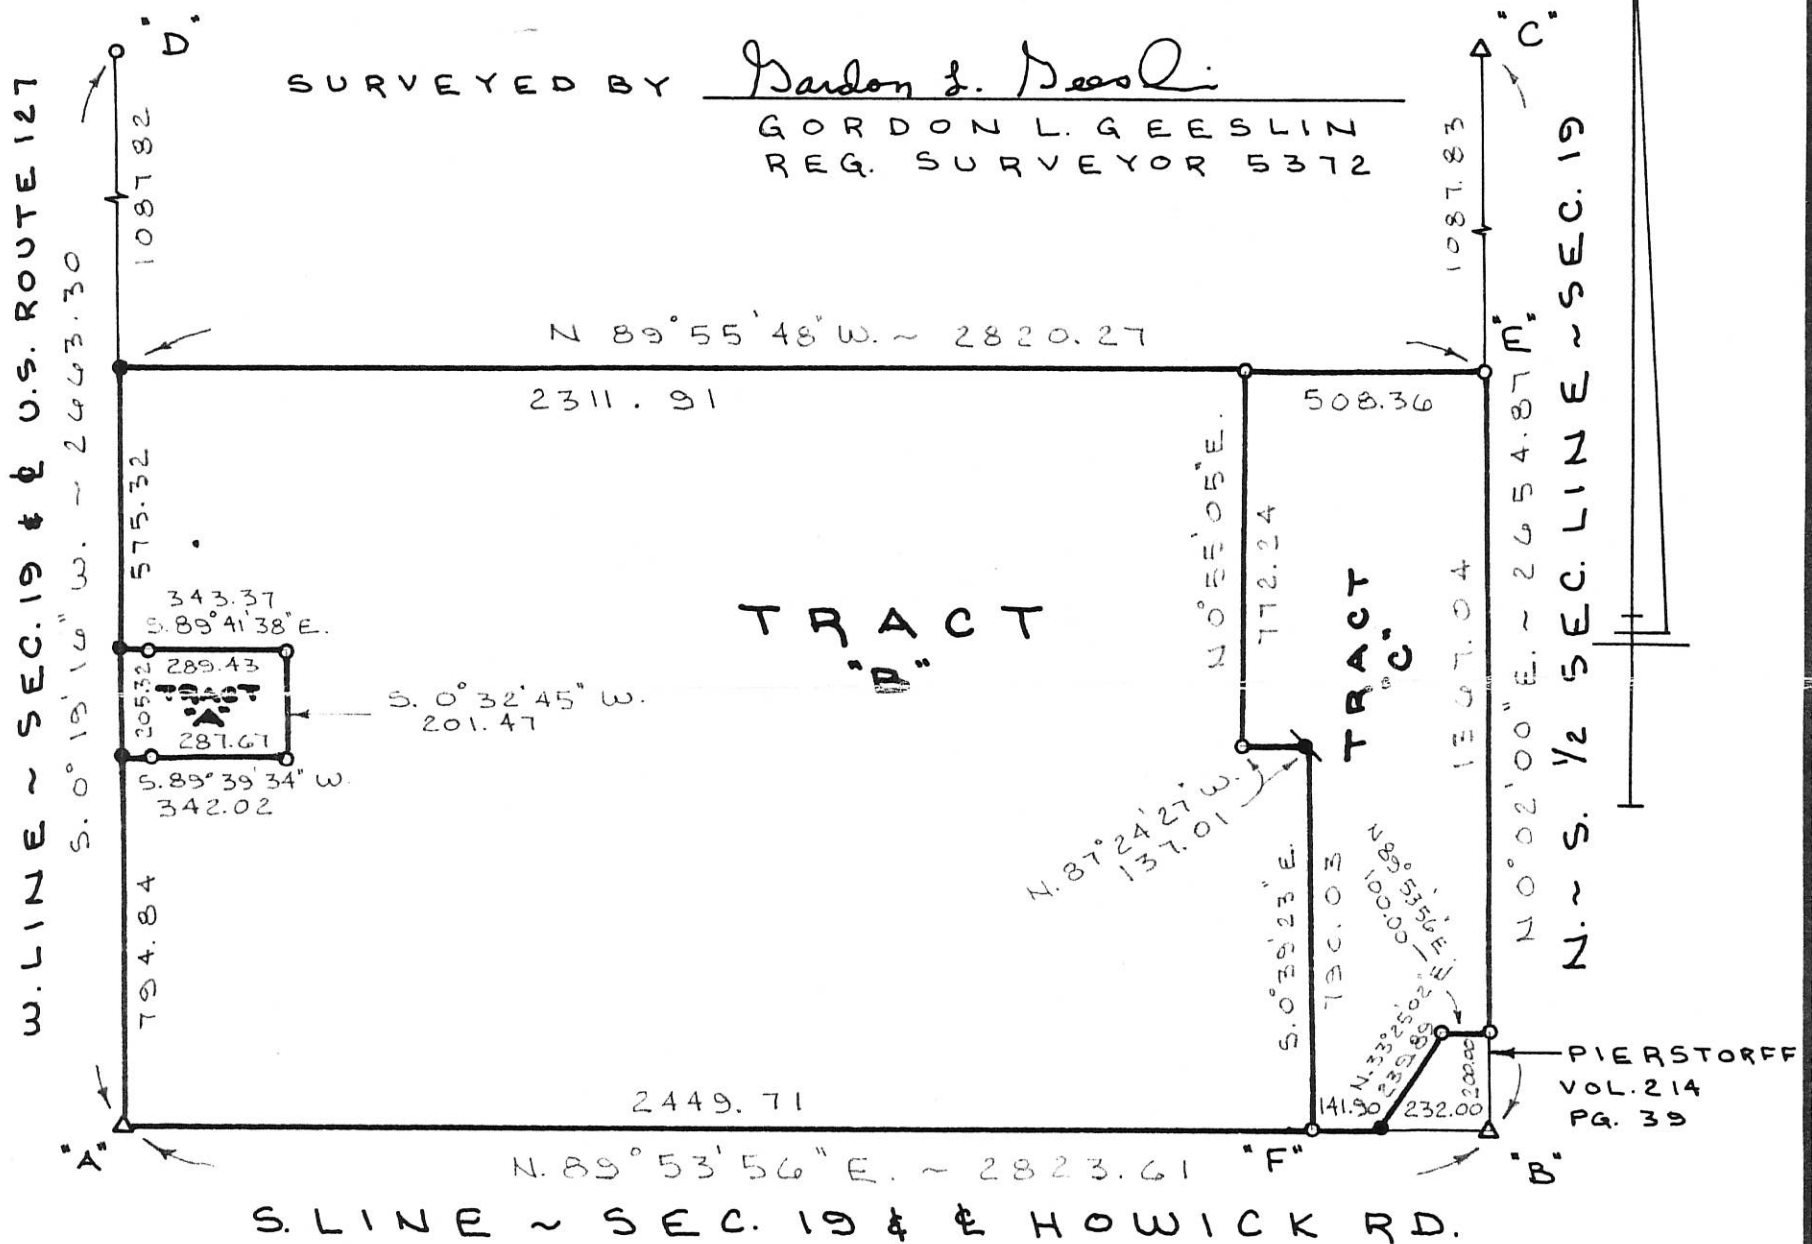 "D"
"C"
SURVEYED BY Gordon L. Geeslin
GORDON L. GEESLIN
REG. SURVEYOR 5372
W. LINE ~ SEC. 19 & ℄ U.S. ROUTE 127
S. 0° 19' 16" W. ~ 2663.30
1087.82
1087.83
N 89° 55' 48" W. ~ 2820.27
"E"
2311.91
508.36
575.32
N 0° 55' 05" E.
772.24
343.37
S. 89° 41' 38" E.
289.43
TRACT
"A"
205.32
287.67
S. 89° 39' 34" W.
342.02
S. 0° 32' 45" W.
201.47
TRACT
"B"
TRACT
"C"
1267.04
N 0° 02' 00" E. ~ 2654.87
N. ~ S. 1/2 SEC. LINE ~ SEC. 19
N. 87° 24' 27" W.
137.01
794.84
S. 0° 39' 23" E.
790.03
N 89° 53' 56" E.
100.00
N. 33° 25' 02" E.
239.89
200.00
PIERSTORFF
VOL. 214
PG. 39
2449.71
141.90
232.00
"A"
"F"
"B"
N. 89° 53' 56" E. ~ 2823.61
S. LINE ~ SEC. 19 & ℄ HOWICK RD.